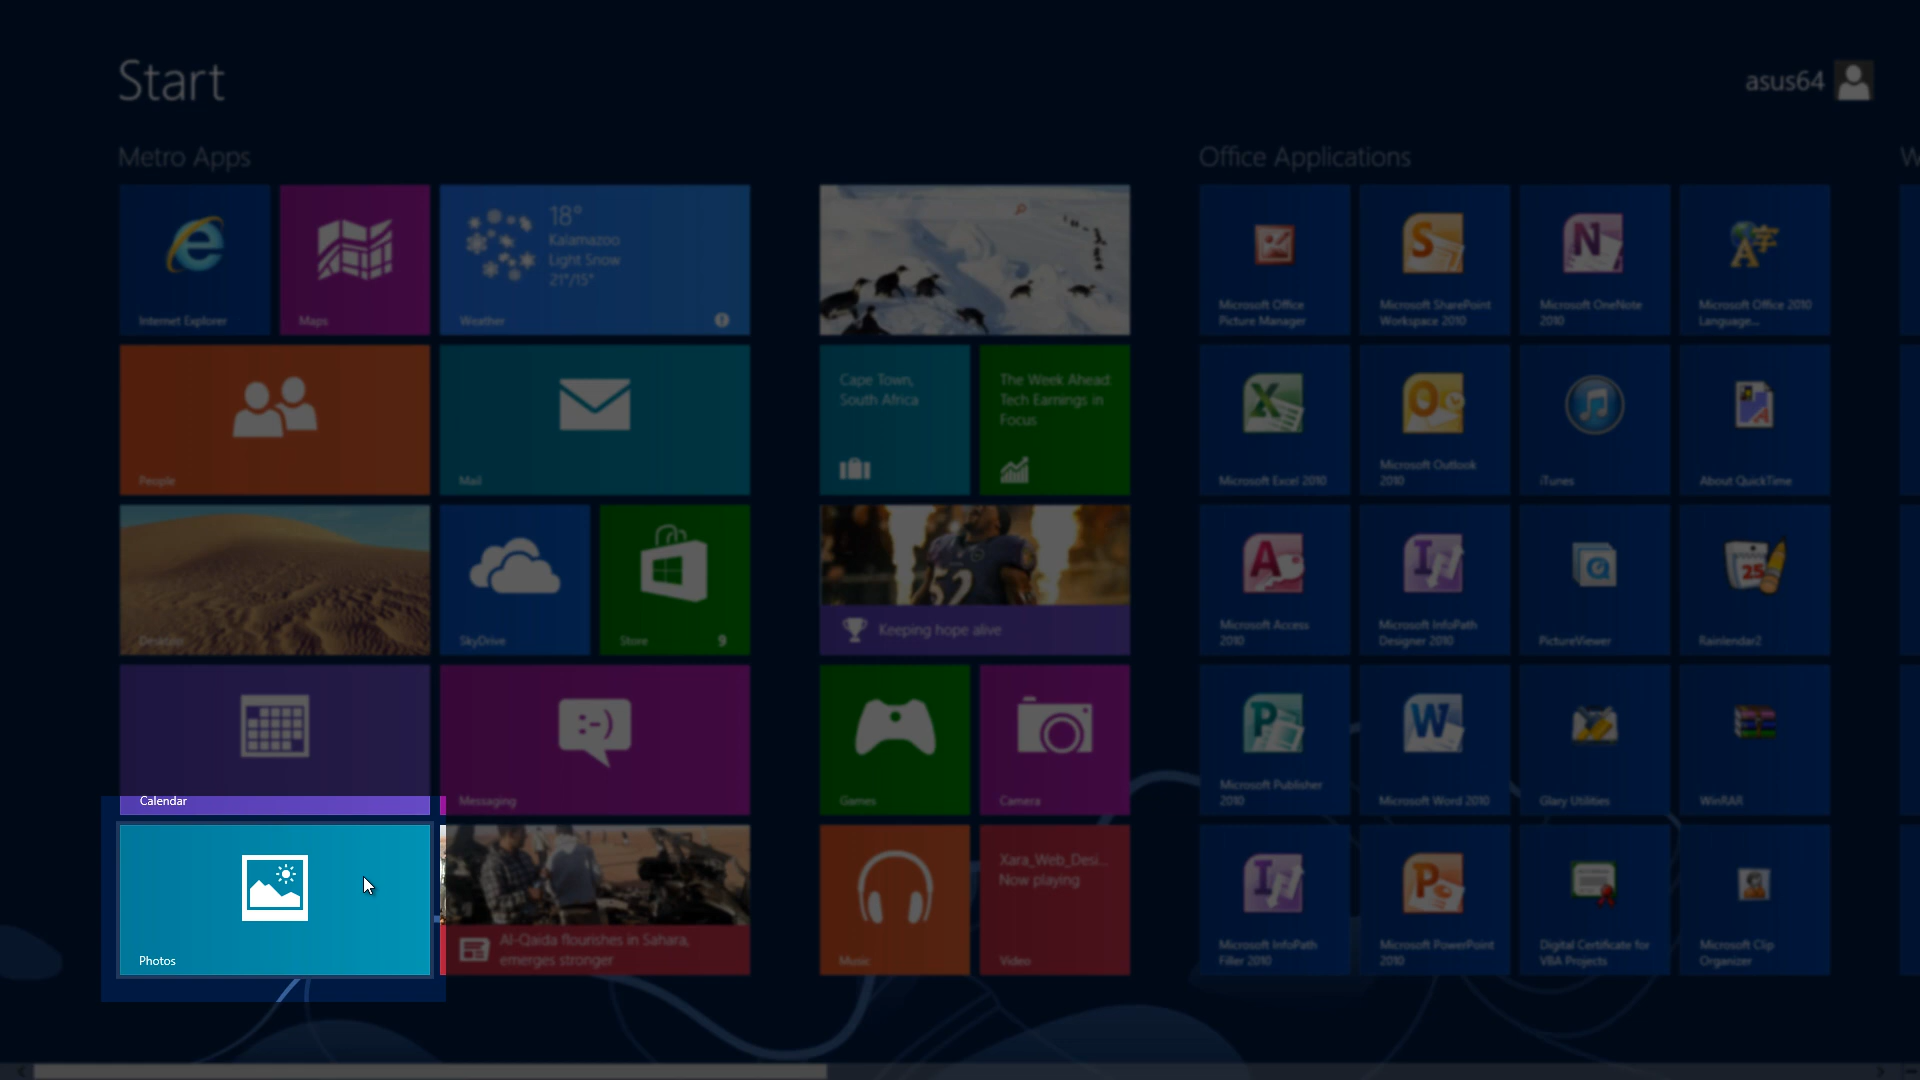 Start
asus64
Metro Apps
Office Applications
W
Internet Explorer
Maps
18°
Kalamazoo
Light Snow
21°/15°
Weather
Microsoft Office
Picture Manager
Microsoft SharePoint
Workspace 2010
Microsoft OneNote
2010
Microsoft Office 2010
Language...
People
Mail
Cape Town,
South Africa
The Week Ahead:
Tech Earnings in
Focus
Microsoft Excel 2010
Microsoft Outlook
2010
iTunes
About QuickTime
Desktop
SkyDrive
Store
9
52
Keeping hope alive
Microsoft Access
2010
Microsoft InfoPath
Designer 2010
PictureViewer
25
Rainlendar2
Calendar
:-)
Messaging
Games
Camera
Microsoft Publisher
2010
Microsoft Word 2010
Glary Utilities
WinRAR
Photos
Al-Qaida flourishes in Sahara,
emerges stronger
Music
Xara_Web_Desi...
Now playing
Video
Microsoft InfoPath
Filler 2010
Microsoft PowerPoint
2010
Digital Certificate for
VBA Projects
Microsoft Clip
Organizer